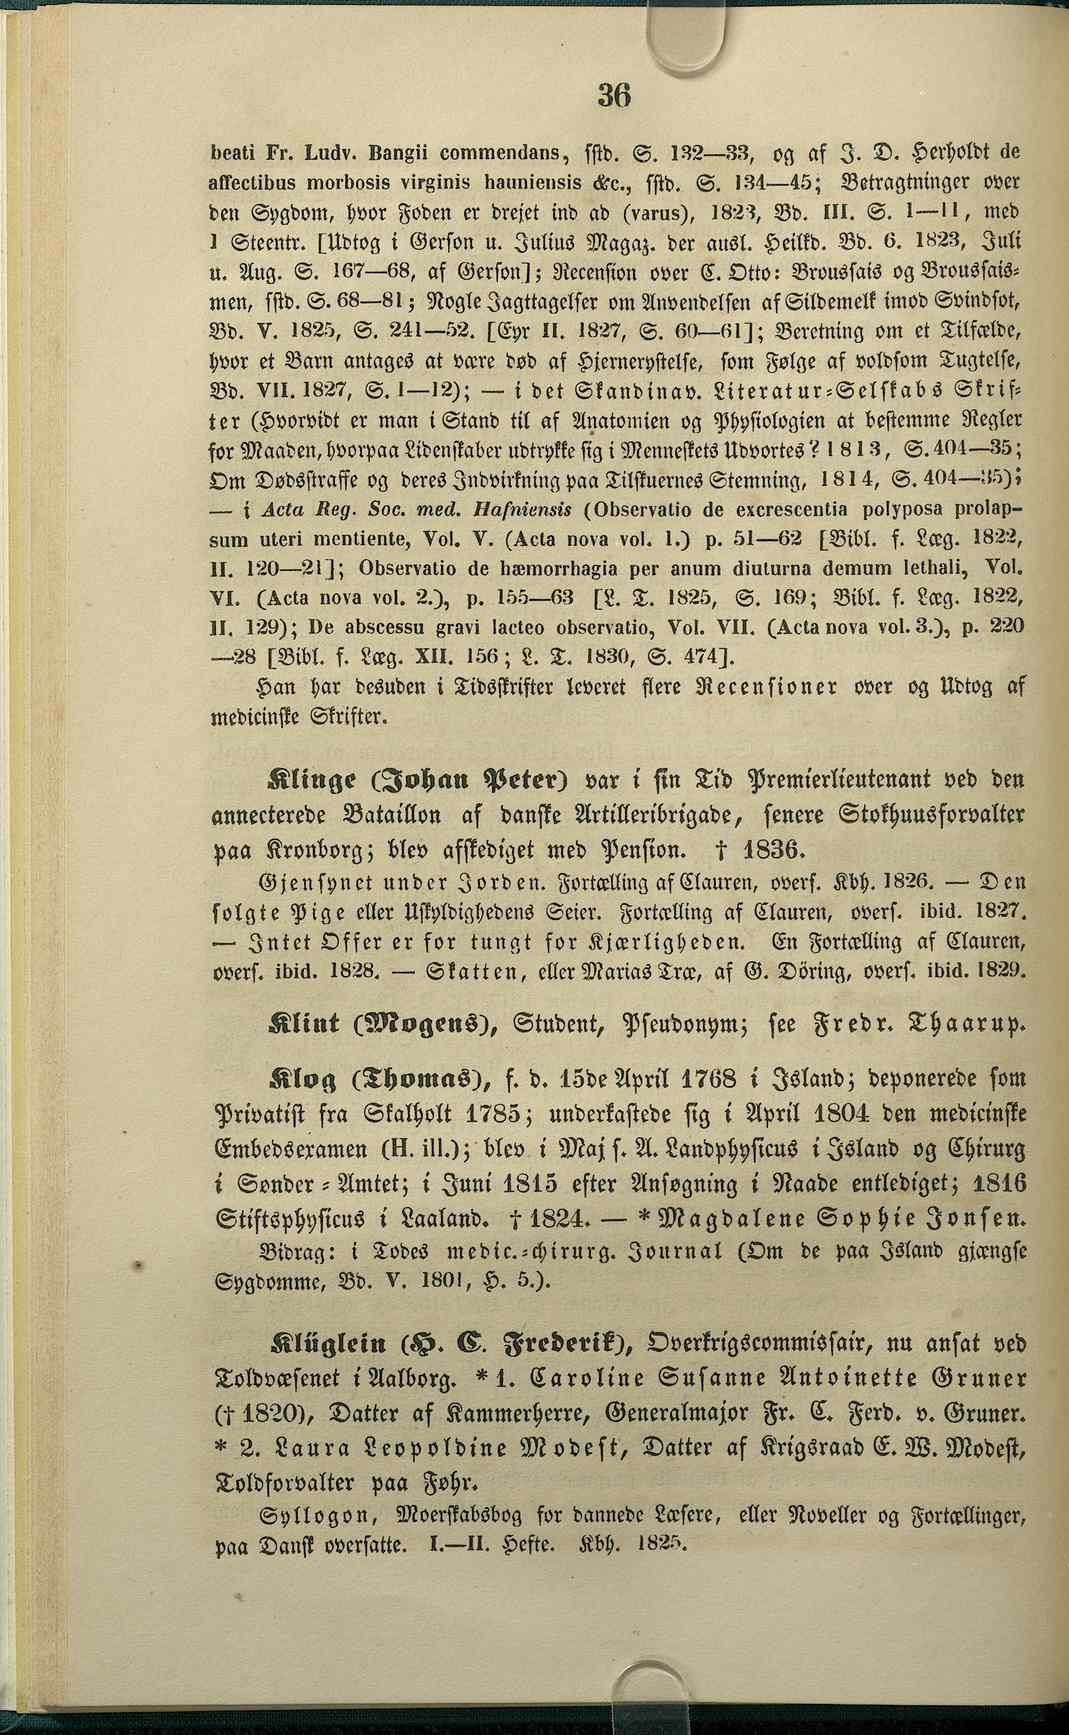 36
beati Fr. Ludv. Bangii commendans, sstd. S. 132—33, og af J. D. Herholdt de
affectibus morbosis virginis hauniensis &c., sstd. S. 134—45; Betragtninger over
den Sygdom, hvor Foden er drejet ind ad (varus), 1823, Bd. III. S. 1—11, med
1 Steentr. [Udtog i Gerson u. Julius Magaz. der ausl. Heilkd. Bd. 6. 1823, Juli
u. Aug. S. 167—68, af Gerson]; Recension over C. Otto: Broussais og Broussais-
men, sstd. S. 68—81; Nogle Jagttagelser om Anvendelsen af Sildemelk imod Svindsot,
Bd. V. 1825, S. 241—52. [Eyr II. 1827, S. 60—61]; Beretning om et Tilfælde,
hvor et Barn antages at være død af Hjernerystelse, som Følge af voldsom Tugtelse,
Bd. VII. 1827, S. 1—12); — i det Skandinav. Literatur-Selskabs Skrif-
ter (Hvorvidt er man i Stand til af Anatomien og Physiologien at bestemme Regler
for Maaden, hvorpaa Lidenskaber udtrykke sig i Menneskets Udvortes? 1813, S. 404—35;
Om Dødsstraffe og deres Indvirkning paa Tilskuernes Stemning, 1814, S. 404—35);
— i Acta Reg. Soc. med. Hafniensis (Observatio de excrescentia polyposa prolap-
sum uteri mentiente, Vol. V. (Acta nova vol. 1.) p. 51—62 [Bibl. f. Læg. 1822,
II. 120—21]; Observatio de hæmorrhagia per anum diuturna demum lethali, Vol.
VI. (Acta nova vol. 2.), p. 155—63 [L. T. 1825, S. 169; Bibl. f. Læg. 1822,
II. 129); De abscessu gravi lacteo observatio, Vol. VII. (Acta nova vol. 3.), p. 220
—28 [Bibl. f. Læg. XII. 156; L. T. 1830, S. 474].
Han har desuden i Tidsskrifter leveret flere Recensioner over og Udtog af
medicinske Skrifter.
Klinge (Johan Peter) var i sin Tid Premierlieutenant ved den
annecterede Bataillon af danske Artilleribrigade, senere Stokhuusforvalter
paa Kronborg; blev afskediget med Pension. † 1836.
Gjensynet under Jorden. Fortælling af Clauren, overs. Kbh. 1826. — Den
solgte Pige eller Uskyldighedens Seier. Fortælling af Clauren, overs. ibid. 1827.
— Intet Offer er for tungt for Kjærligheden. En Fortælling af Clauren,
overs. ibid. 1828. — Skatten, eller Marias Træ, af G. Döring, overs. ibid. 1829.
Klint (Mogens), Student, Pseudonym; see Fredr. Thaarup.
Klog (Thomas), f. d. 15de April 1768 i Island; deponerede som
Privatist fra Skalholt 1785; underkastede sig i April 1804 den medicinske
Embedsexamen (H. ill.); blev i Maj s. A. Landphysicus i Island og Chirurg
i Sønder-Amtet; i Juni 1815 efter Ansøgning i Naade entlediget; 1816
Stiftsphysicus i Laaland. † 1824. — * Magdalene Sophie Jonsen.
Bidrag: i Todes medic.-chirurg. Journal (Om de paa Island gjængse
Sygdomme, Bd. V. 1801, H. 5.).
Klüglein (H. C. Frederik), Overkrigscommissair, nu ansat ved
Toldvæsenet i Aalborg. * 1. Caroline Susanne Antoinette Gruner
(† 1820), Datter af Kammerherre, Generalmajor Fr. C. Ferd. v. Gruner.
* 2. Laura Leopoldine Modest, Datter af Krigsraad E. W. Modest,
Toldforvalter paa Føhr.
Syllogon, Moerskabsbog for dannede Læsere, eller Noveller og Fortællinger,
paa Dansk oversatte. I.—II. Hefte. Kbh. 1825.